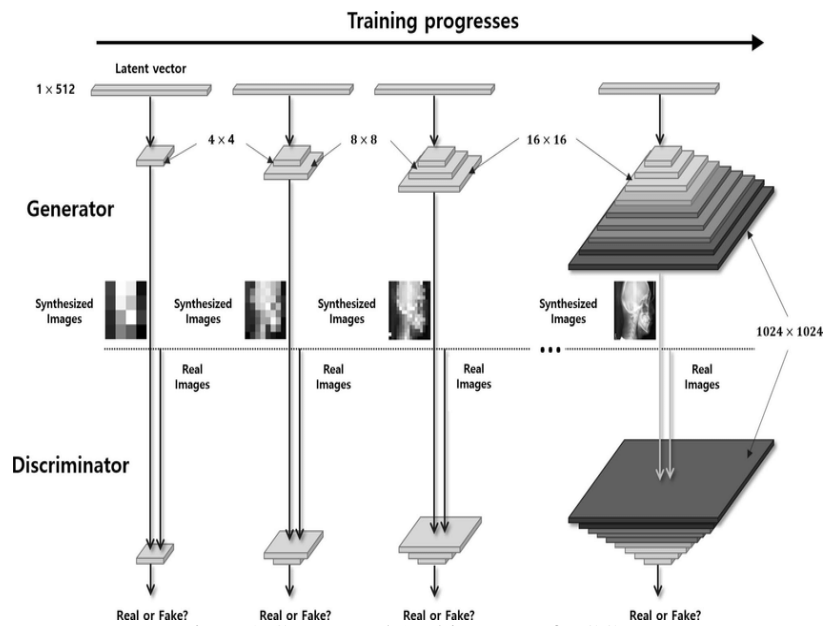 Training progresses
Latent vector
1 × 512
4 × 4
8 × 8
16 × 16
Generator
Synthesized
Images
Synthesized
Images
Synthesized
Images
Synthesized
Images
1024 × 1024
Real
Images
Real
Images
Real
Images
Real
Images
Discriminator
Real or Fake?
Real or Fake?
Real or Fake?
Real or Fake?